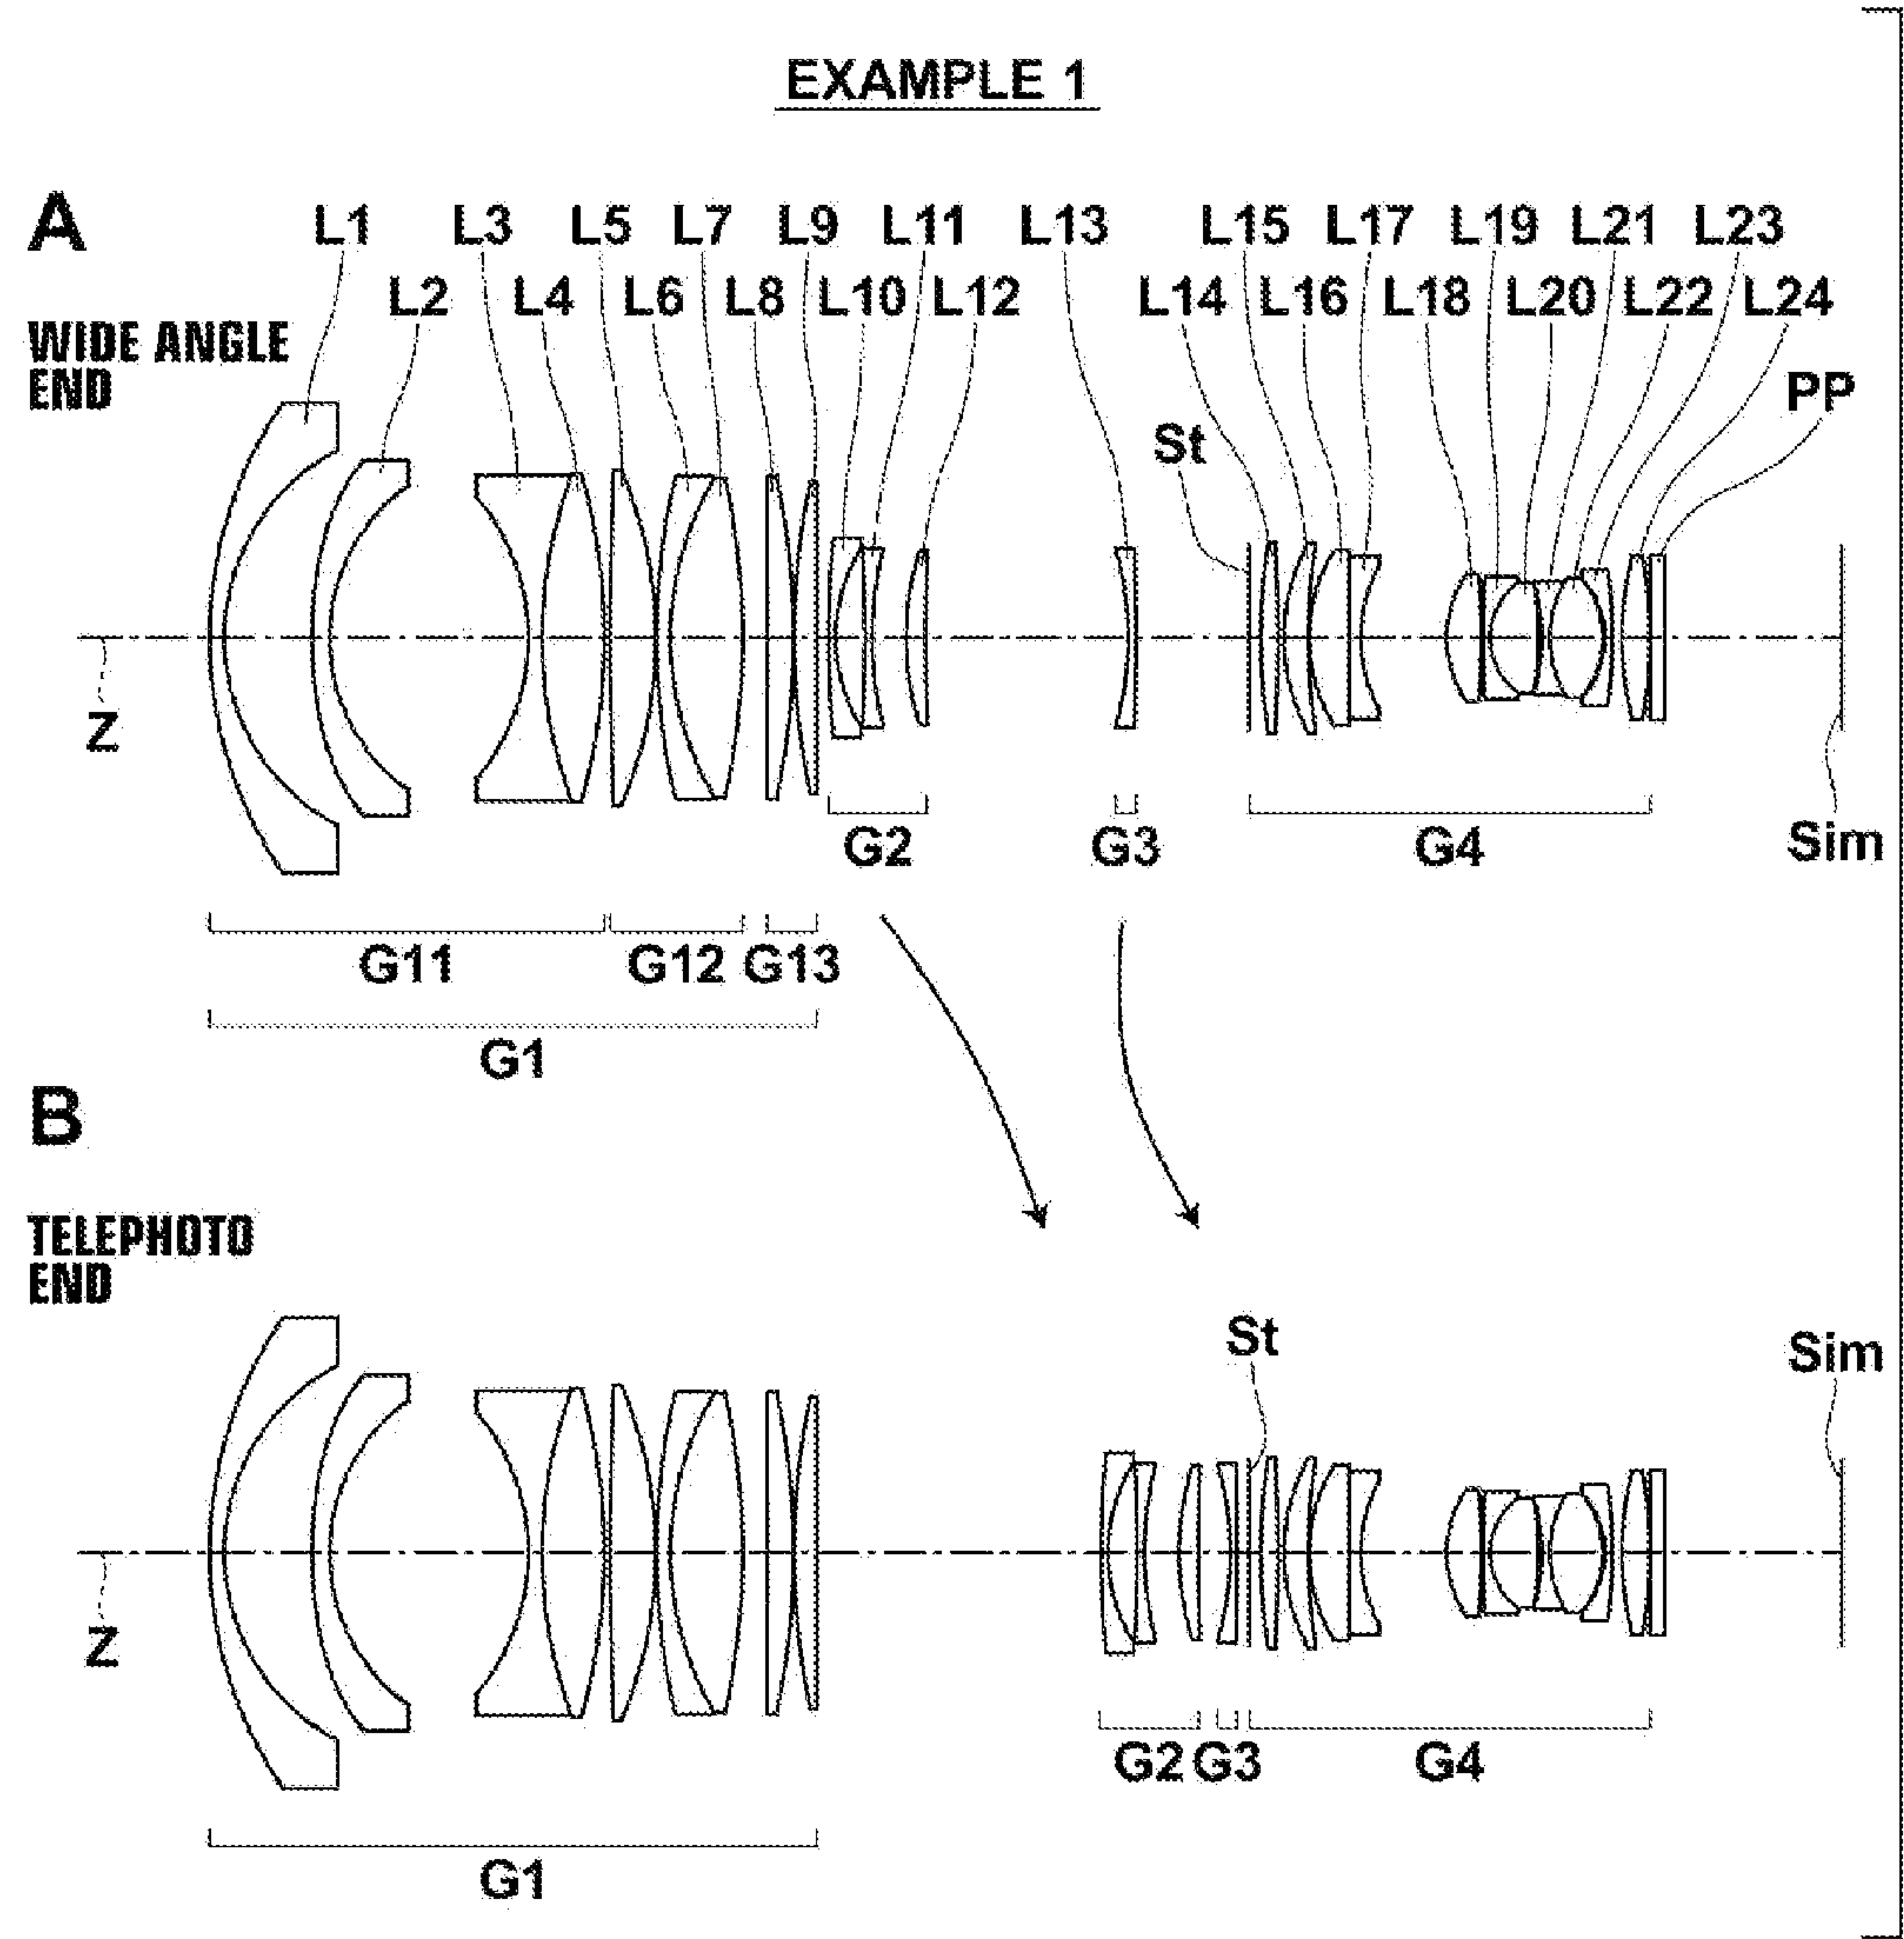 EXAMPLE 1
A
L1 L3 L5 L7 L9 L11 L13 L15 L17 L19 L21 L23
L2 L4 L6 L8 L10 L12 L14 L16 L18 L20 L22 L24
WIDE ANGLE
END
PP
St
Z
G2 G3 G4 Sim
G11 G12 G13
G1
B
TELEPHOTO
END
St Sim
Z
G2 G3 G4
G1